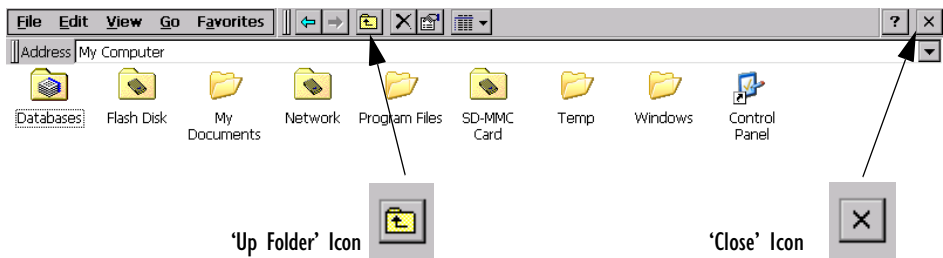 File Edit View Go Favorites ?
Address My Computer
Databases Flash Disk My Documents Network Program Files SD-MMC Card Temp Windows Control Panel
‘Up Folder’ Icon ‘Close’ Icon